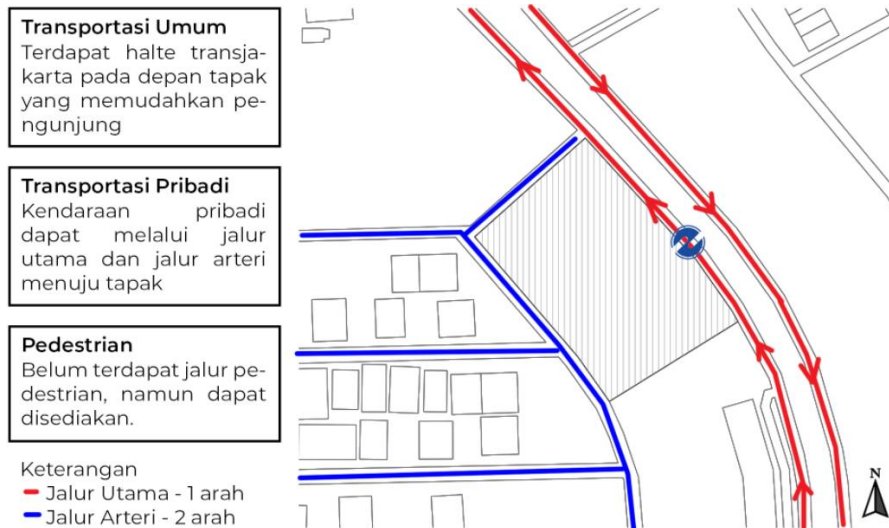 Transportasi Umum
Terdapat halte transja-
karta pada depan tapak
yang memudahkan pe-
ngunjung
Transportasi Pribadi
Kendaraan pribadi
dapat melalui jalur
utama dan jalur arteri
menuju tapak
Pedestrian
Belum terdapat jalur pe-
destrian, namun dapat
disediakan.
Keterangan
Jalur Utama - 1 arah
Jalur Arteri - 2 arah
N